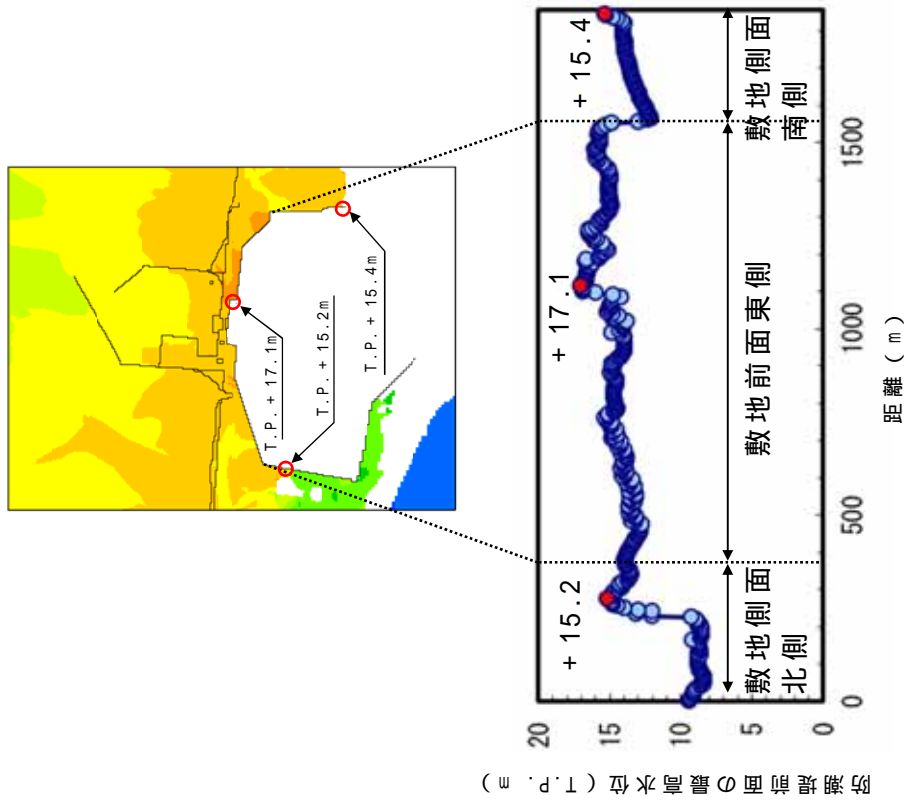 T.P.+17.1m
T.P.+15.2m
T.P.+15.4m
+15.2
+17.1
+15.4
敷地側面
北側
敷地前面東側
敷地側面
南側
20
15
10
5
0
0
500
1000
1500
距離(m)
防潮堤前面の最高水位(T.P.m)